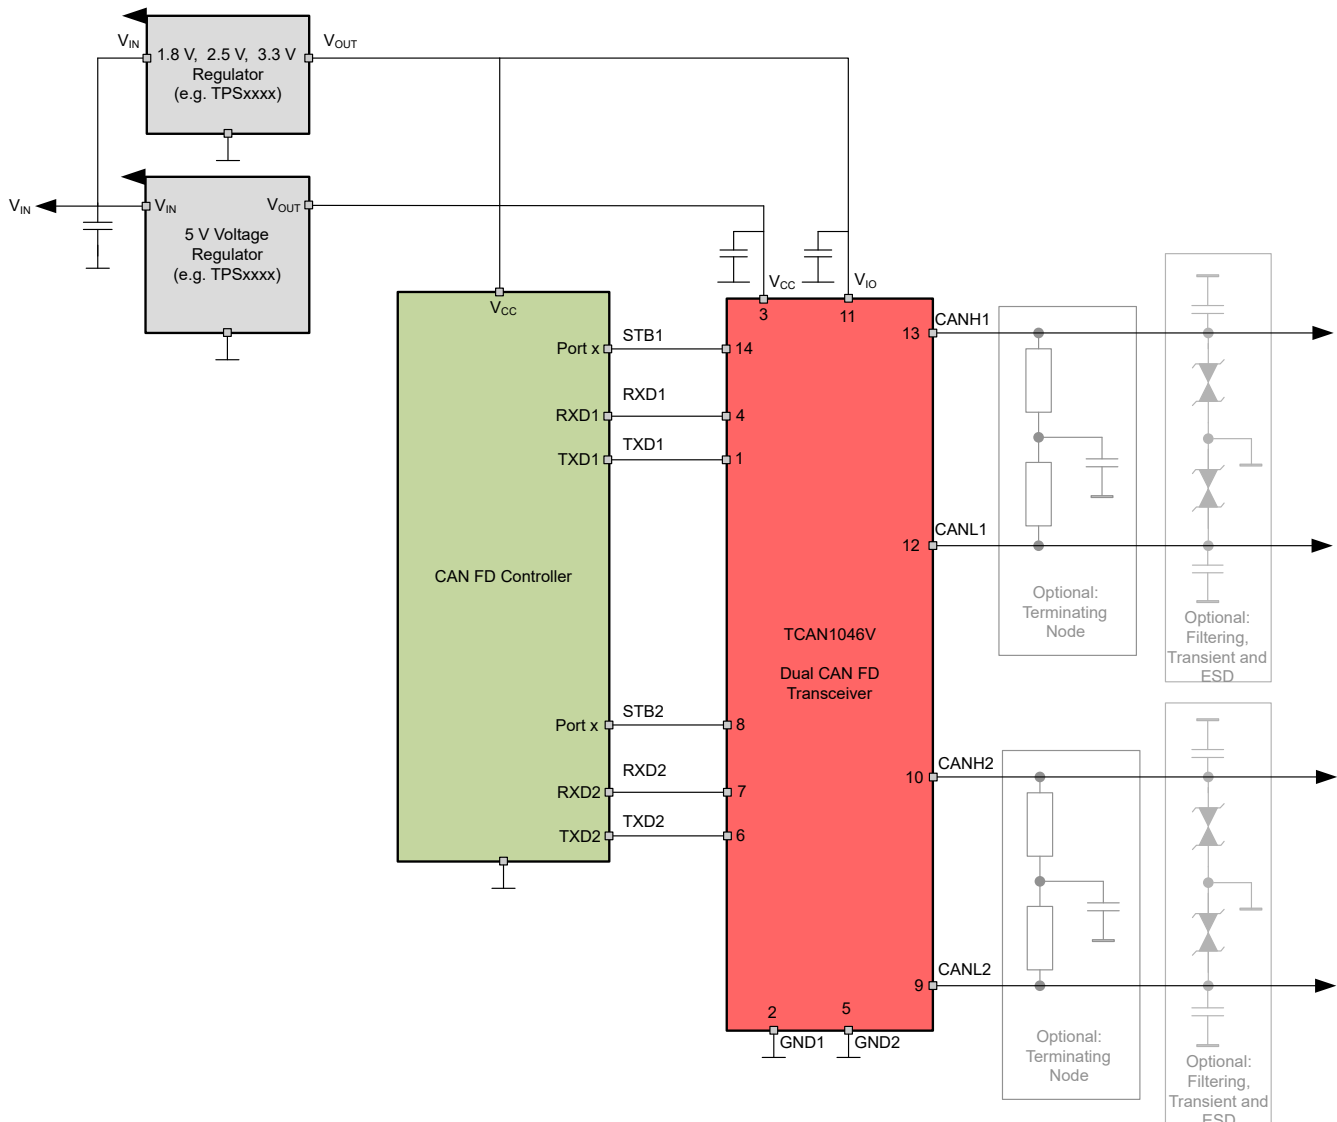 VIN
1.8 V, 2.5 V, 3.3 V
Regulator
(e.g. TPSxxxx)
VOUT
VIN
VIN
VOUT
5 V Voltage
Regulator
(e.g. TPSxxxx)
VCC
Port x
RXD1
TXD1
CAN FD Controller
Port x
RXD2
TXD2
STB1
RXD1
TXD1
STB2
RXD2
TXD2
VCC
VIO
3
11
14
4
1
8
7
6
13
12
10
9
TCAN1046V
Dual CAN FD
Transceiver
2
5
GND1
GND2
CANH1
CANL1
CANH2
CANL2
Optional:
Terminating
Node
Optional:
Filtering,
Transient and
ESD
Optional:
Terminating
Node
Optional:
Filtering,
Transient and
ESD